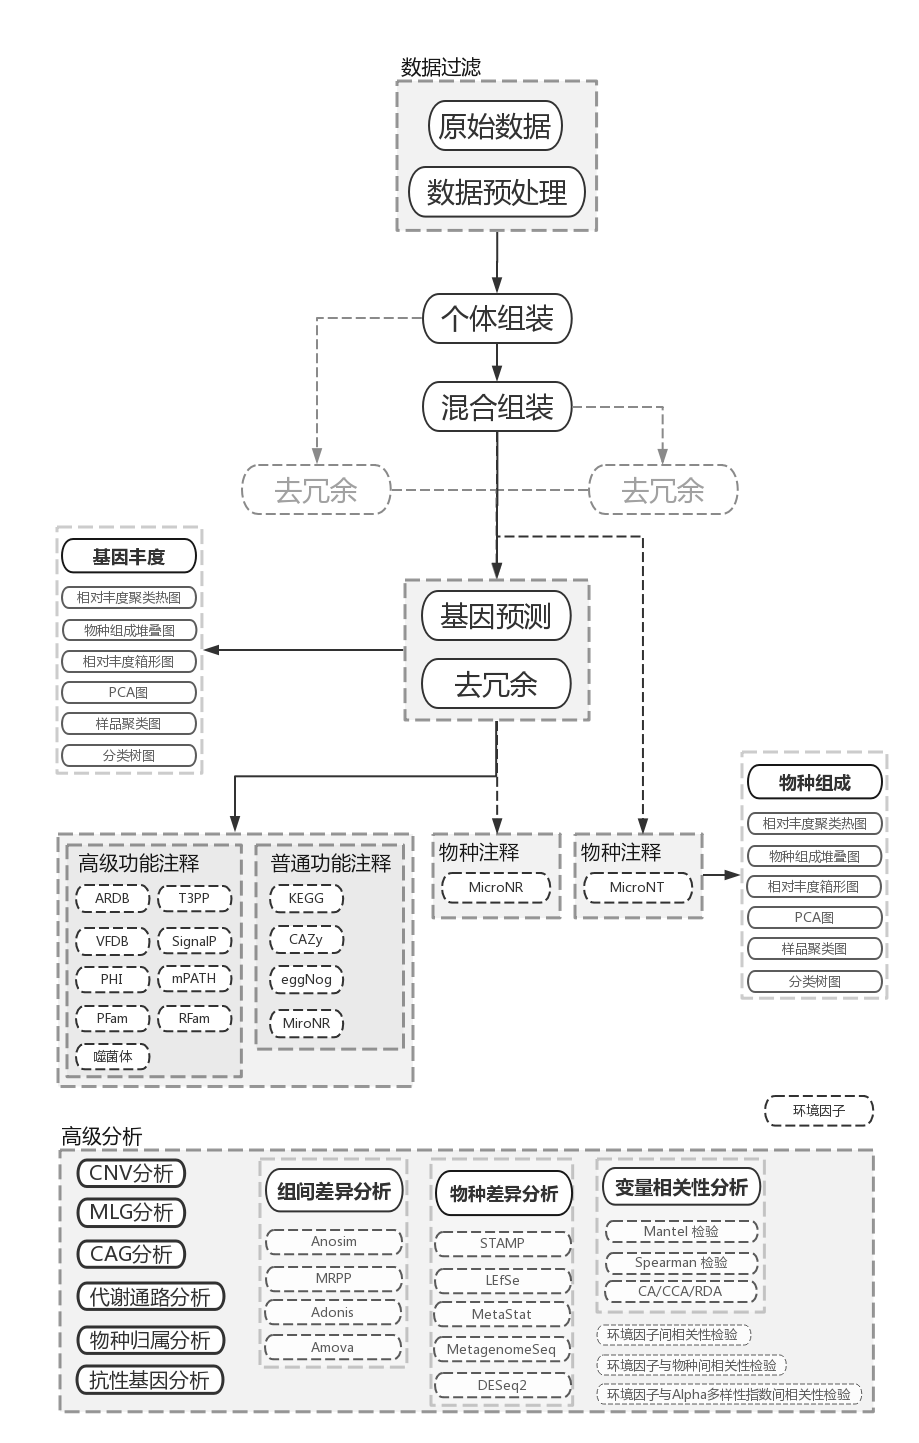 数据过滤
原始数据
数据预处理
个体组装
混合组装
去冗余
去冗余
基因丰度
相对丰度聚类热图
物种组成堆叠图
相对丰度箱形图
PCA图
样品聚类图
分类树图
基因预测
去冗余
物种组成
相对丰度聚类热图
物种组成堆叠图
相对丰度箱形图
PCA图
样品聚类图
分类树图
高级功能注释
ARDB
T3PP
VFDB
SignalP
PHI
mPATH
PFam
RFam
噬菌体
普通功能注释
KEGG
CAZy
eggNog
MiroNR
物种注释
MicroNR
物种注释
MicroNT
环境因子
高级分析
CNV分析
MLG分析
CAG分析
代谢通路分析
物种归属分析
抗性基因分析
组间差异分析
Anosim
MRPP
Adonis
Amova
物种差异分析
STAMP
LEfSe
MetaStat
MetagenomeSeq
DESeq2
变量相关性分析
Mantel 检验
Spearman 检验
CA/CCA/RDA
环境因子间相关性检验
环境因子与物种间相关性检验
环境因子与Alpha多样性指数间相关性检验